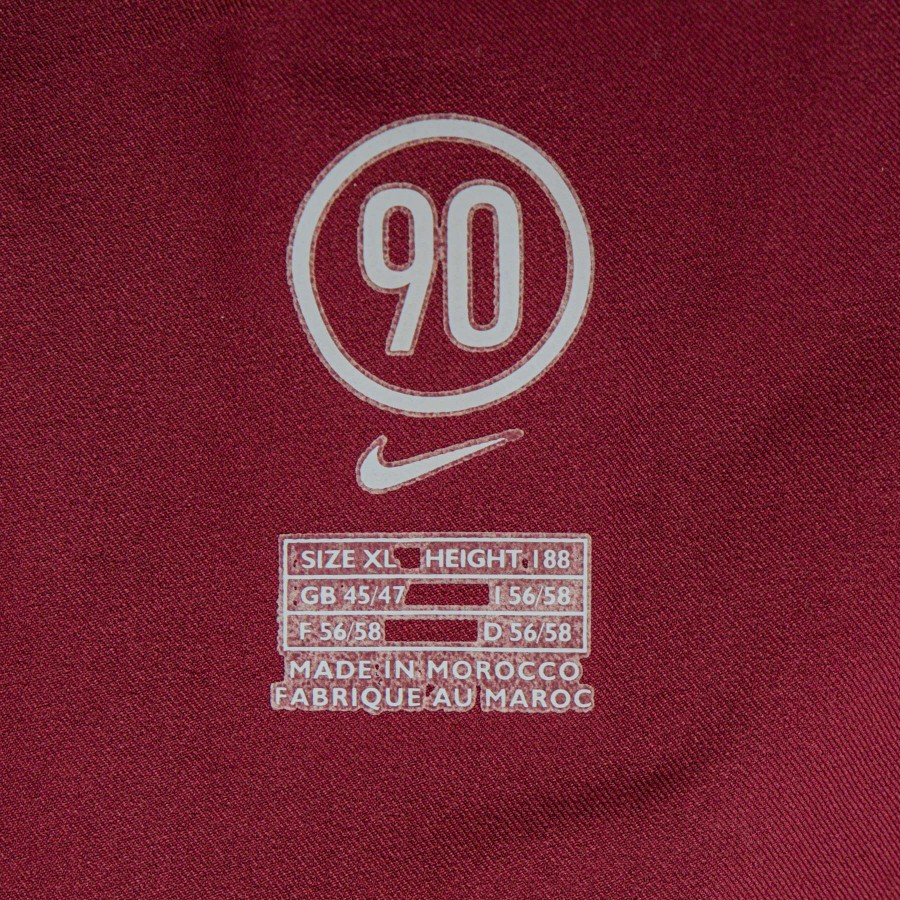 90
SIZE XL HEIGHT 188
GB 45/47 I 56/58
F 56/58 D 56/58
MADE IN MOROCCO
FABRIQUE AU MAROC